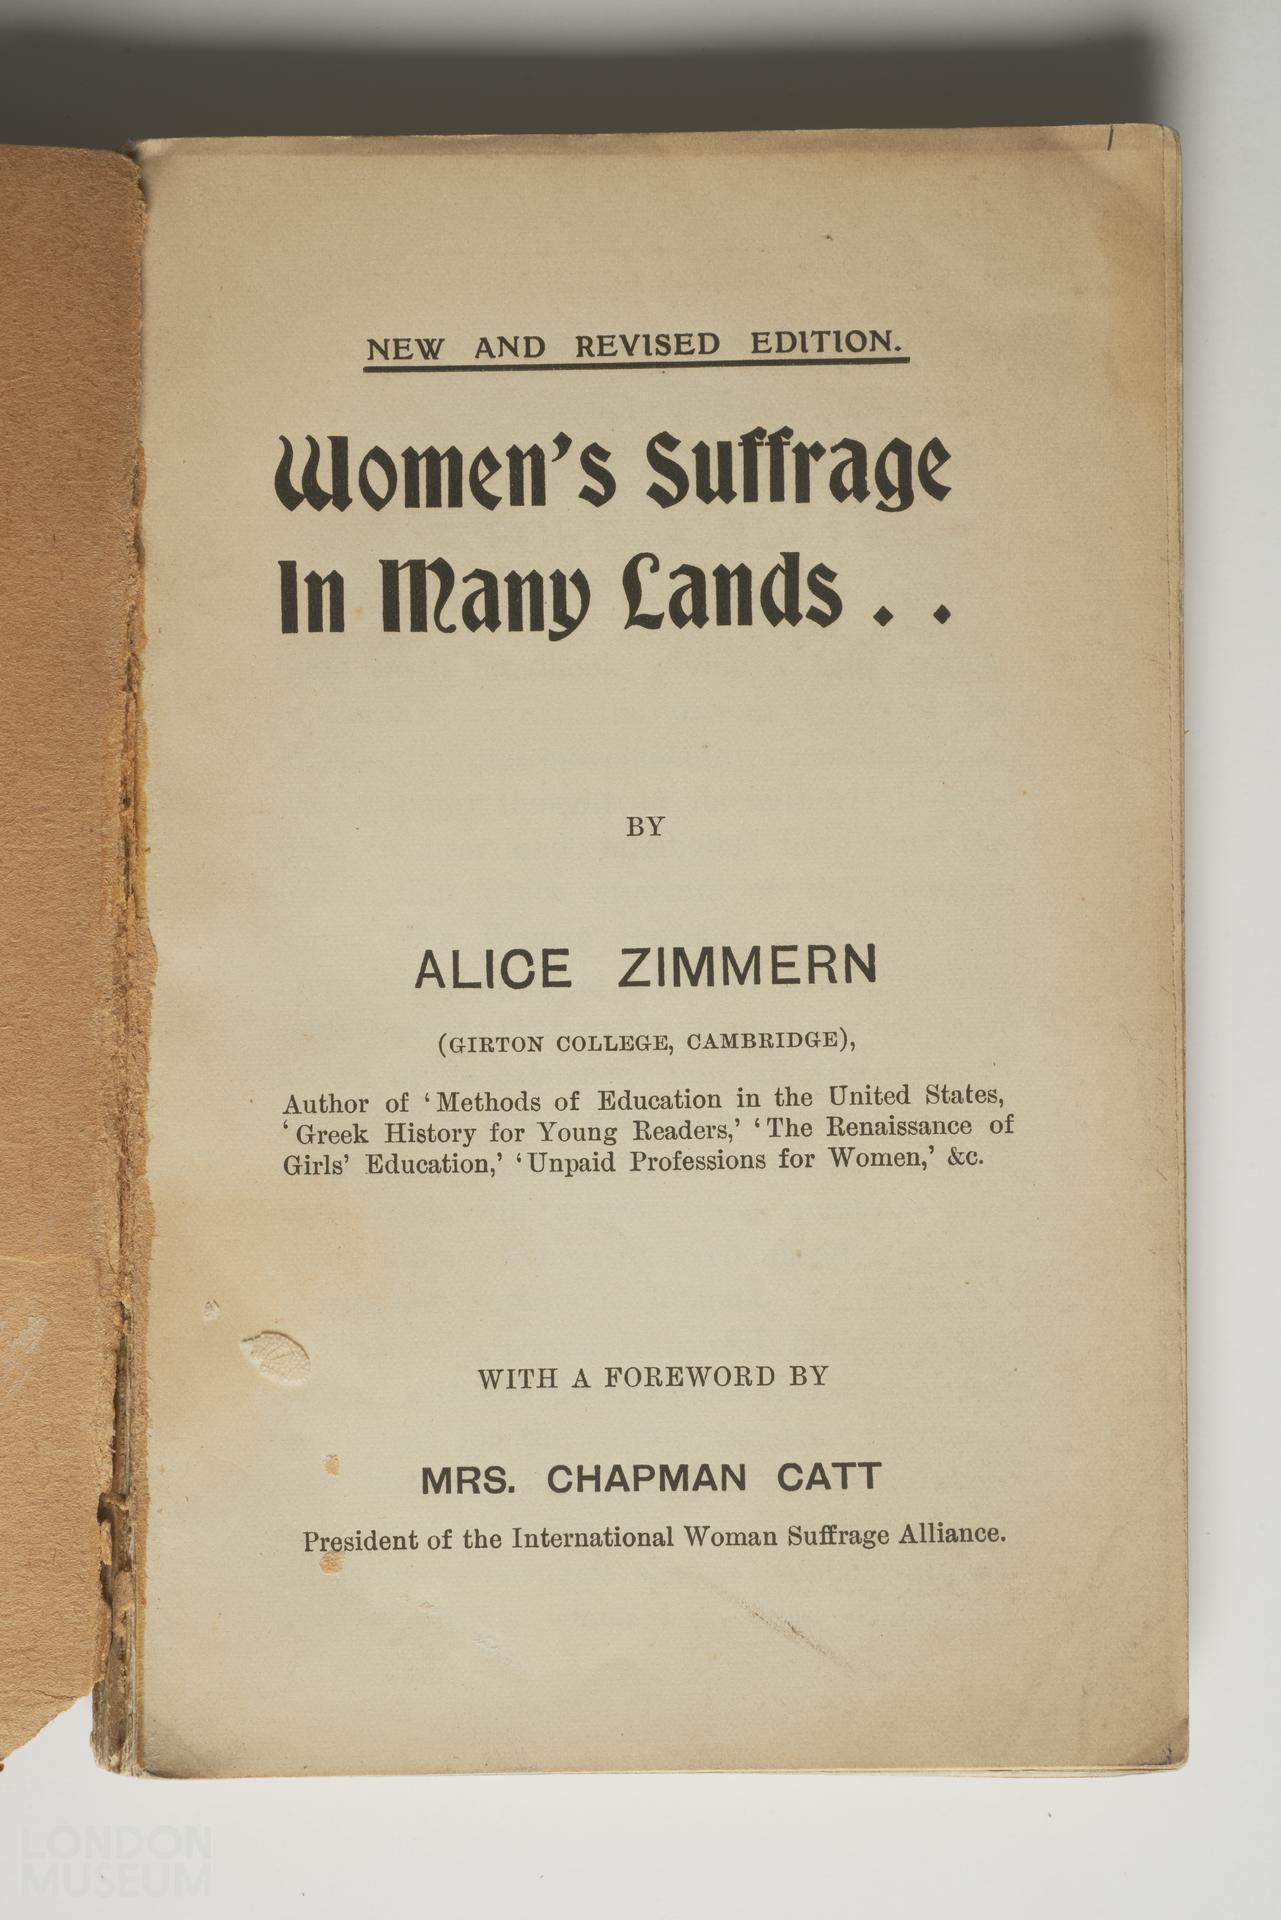 NEW AND REVISED EDITION.
Women's Suffrage
In Many Lands . .
BY
ALICE ZIMMERN
(GIRTON COLLEGE, CAMBRIDGE),
Author of ‘Methods of Education in the United States,
‘Greek History for Young Readers,’ ‘The Renaissance of
Girls’ Education,’ ‘Unpaid Professions for Women,’ &c.
WITH A FOREWORD BY
MRS. CHAPMAN CATT
President of the International Woman Suffrage Alliance.
LONDON
MUSEUM